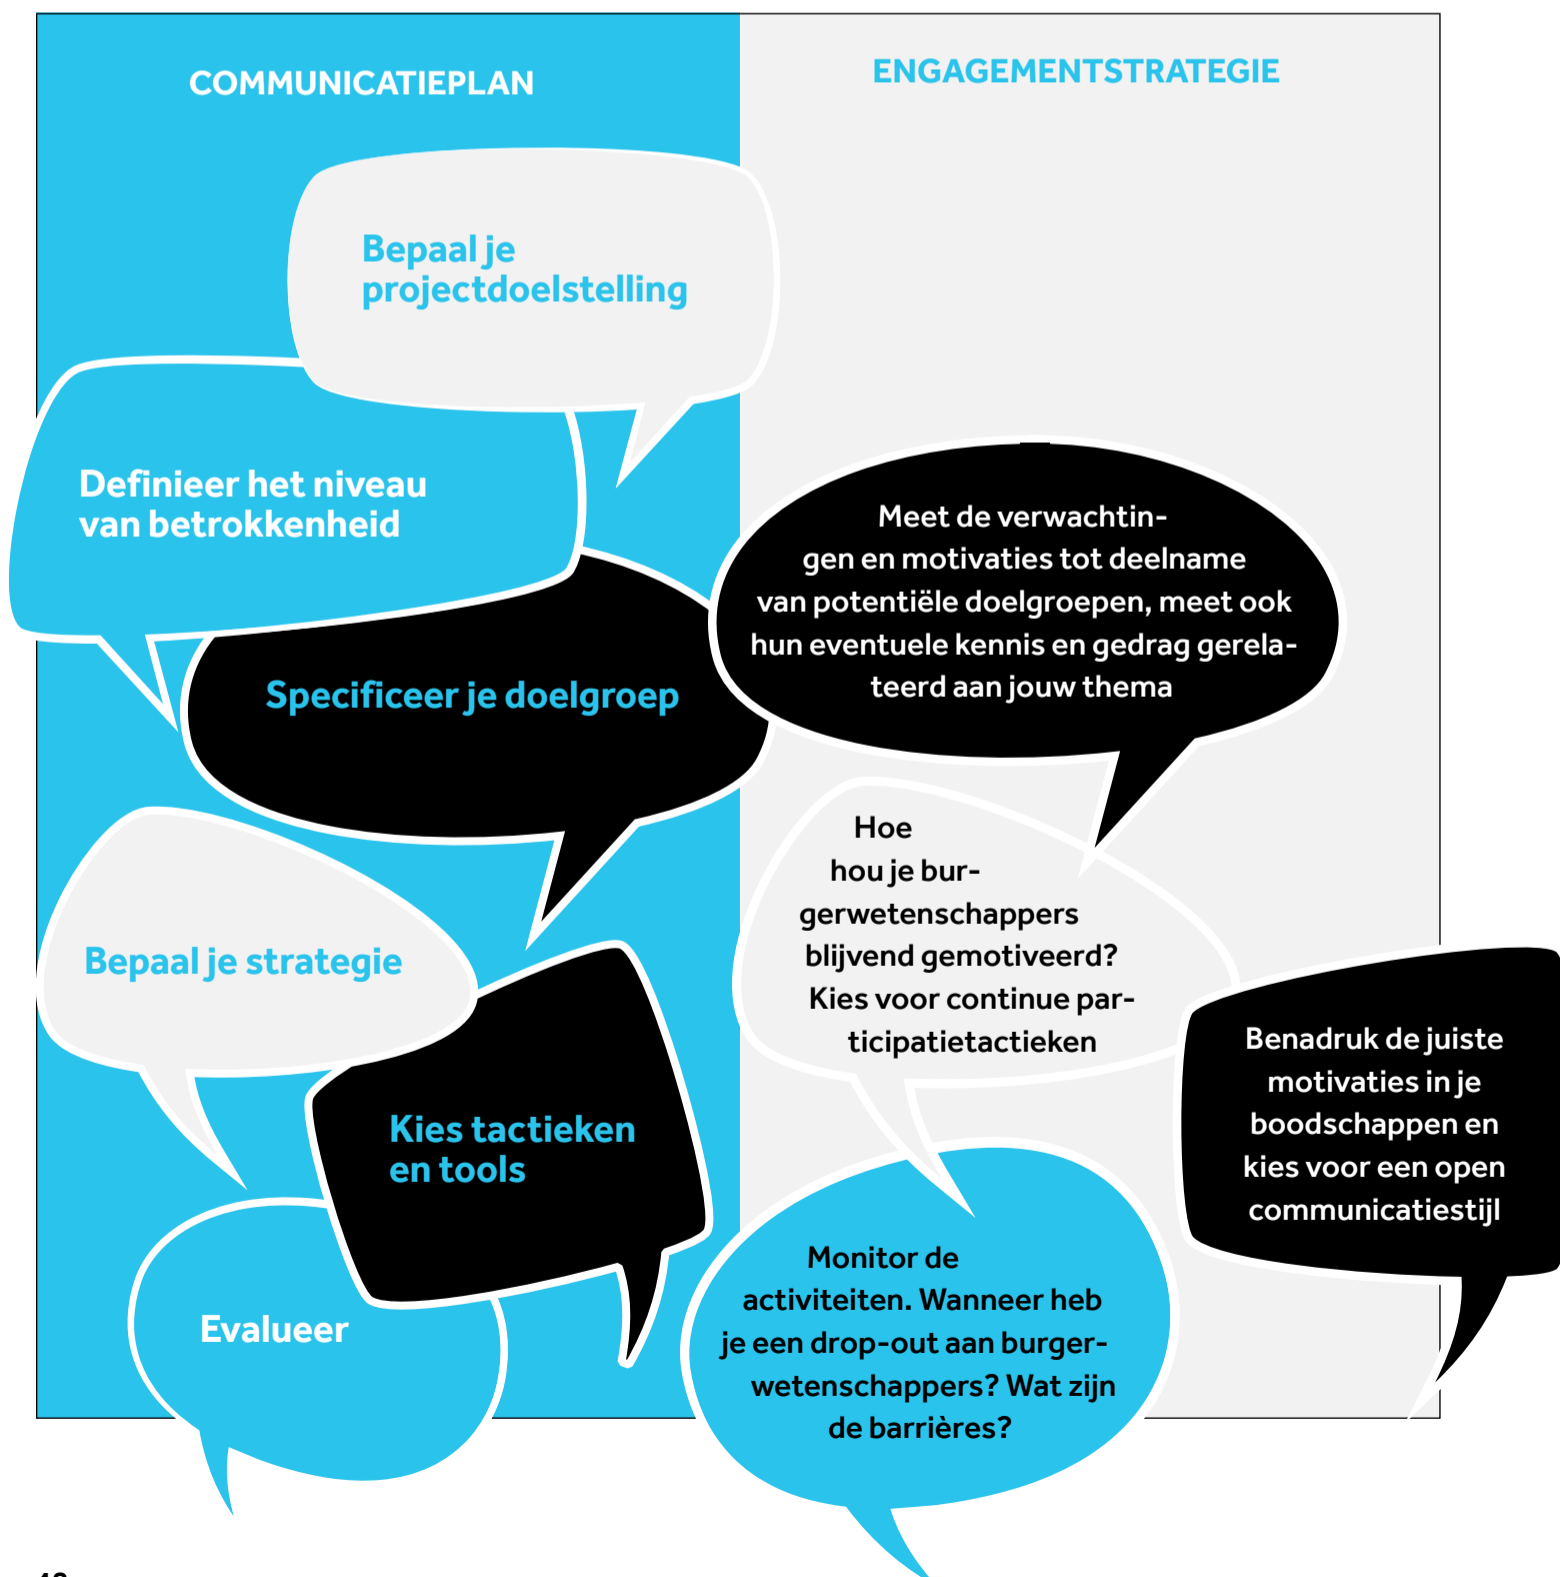 COMMUNICATIEPLAN
Bepaal je
projectdoelstelling
Definieer het niveau
van betrokkenheid
Specificeer je doelgroep
Bepaal je strategie
Kies tactieken
en tools
Evalueer
ENGAGEMENTSTRATEGIE
Meet de verwachtin-
gen en motivaties tot deelname
van potentiële doelgroepen, meet ook
hun eventuele kennis en gedrag gerela-
teerd aan jouw thema
Hoe
hou je bur-
gerwetenschappers
blijvend gemotiveerd?
Kies voor continue par-
ticipatietactieken
Benadruk de juiste
motivaties in je
boodschappen en
kies voor een open
communicatiestijl
Monitor de
activiteiten. Wanneer heb
je een drop-out aan burger-
wetenschappers? Wat zijn
de barrières?